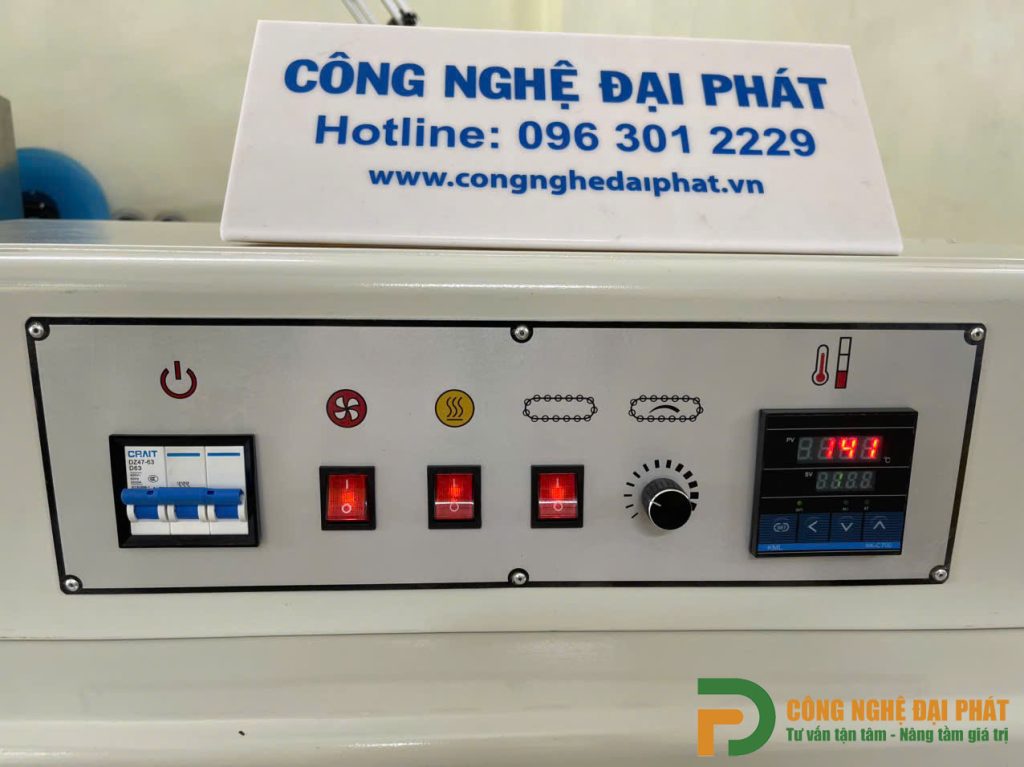 CÔNG NGHỆ ĐẠI PHÁT
Hotline: 096 301 2229
www.congnghedaiphat.vn
CRAIT
DZ47-63
D63
PV
141
°C
SV
KML
CÔNG NGHỆ ĐẠI PHÁT
Tư vấn tận tâm - Nâng tầm giá trị